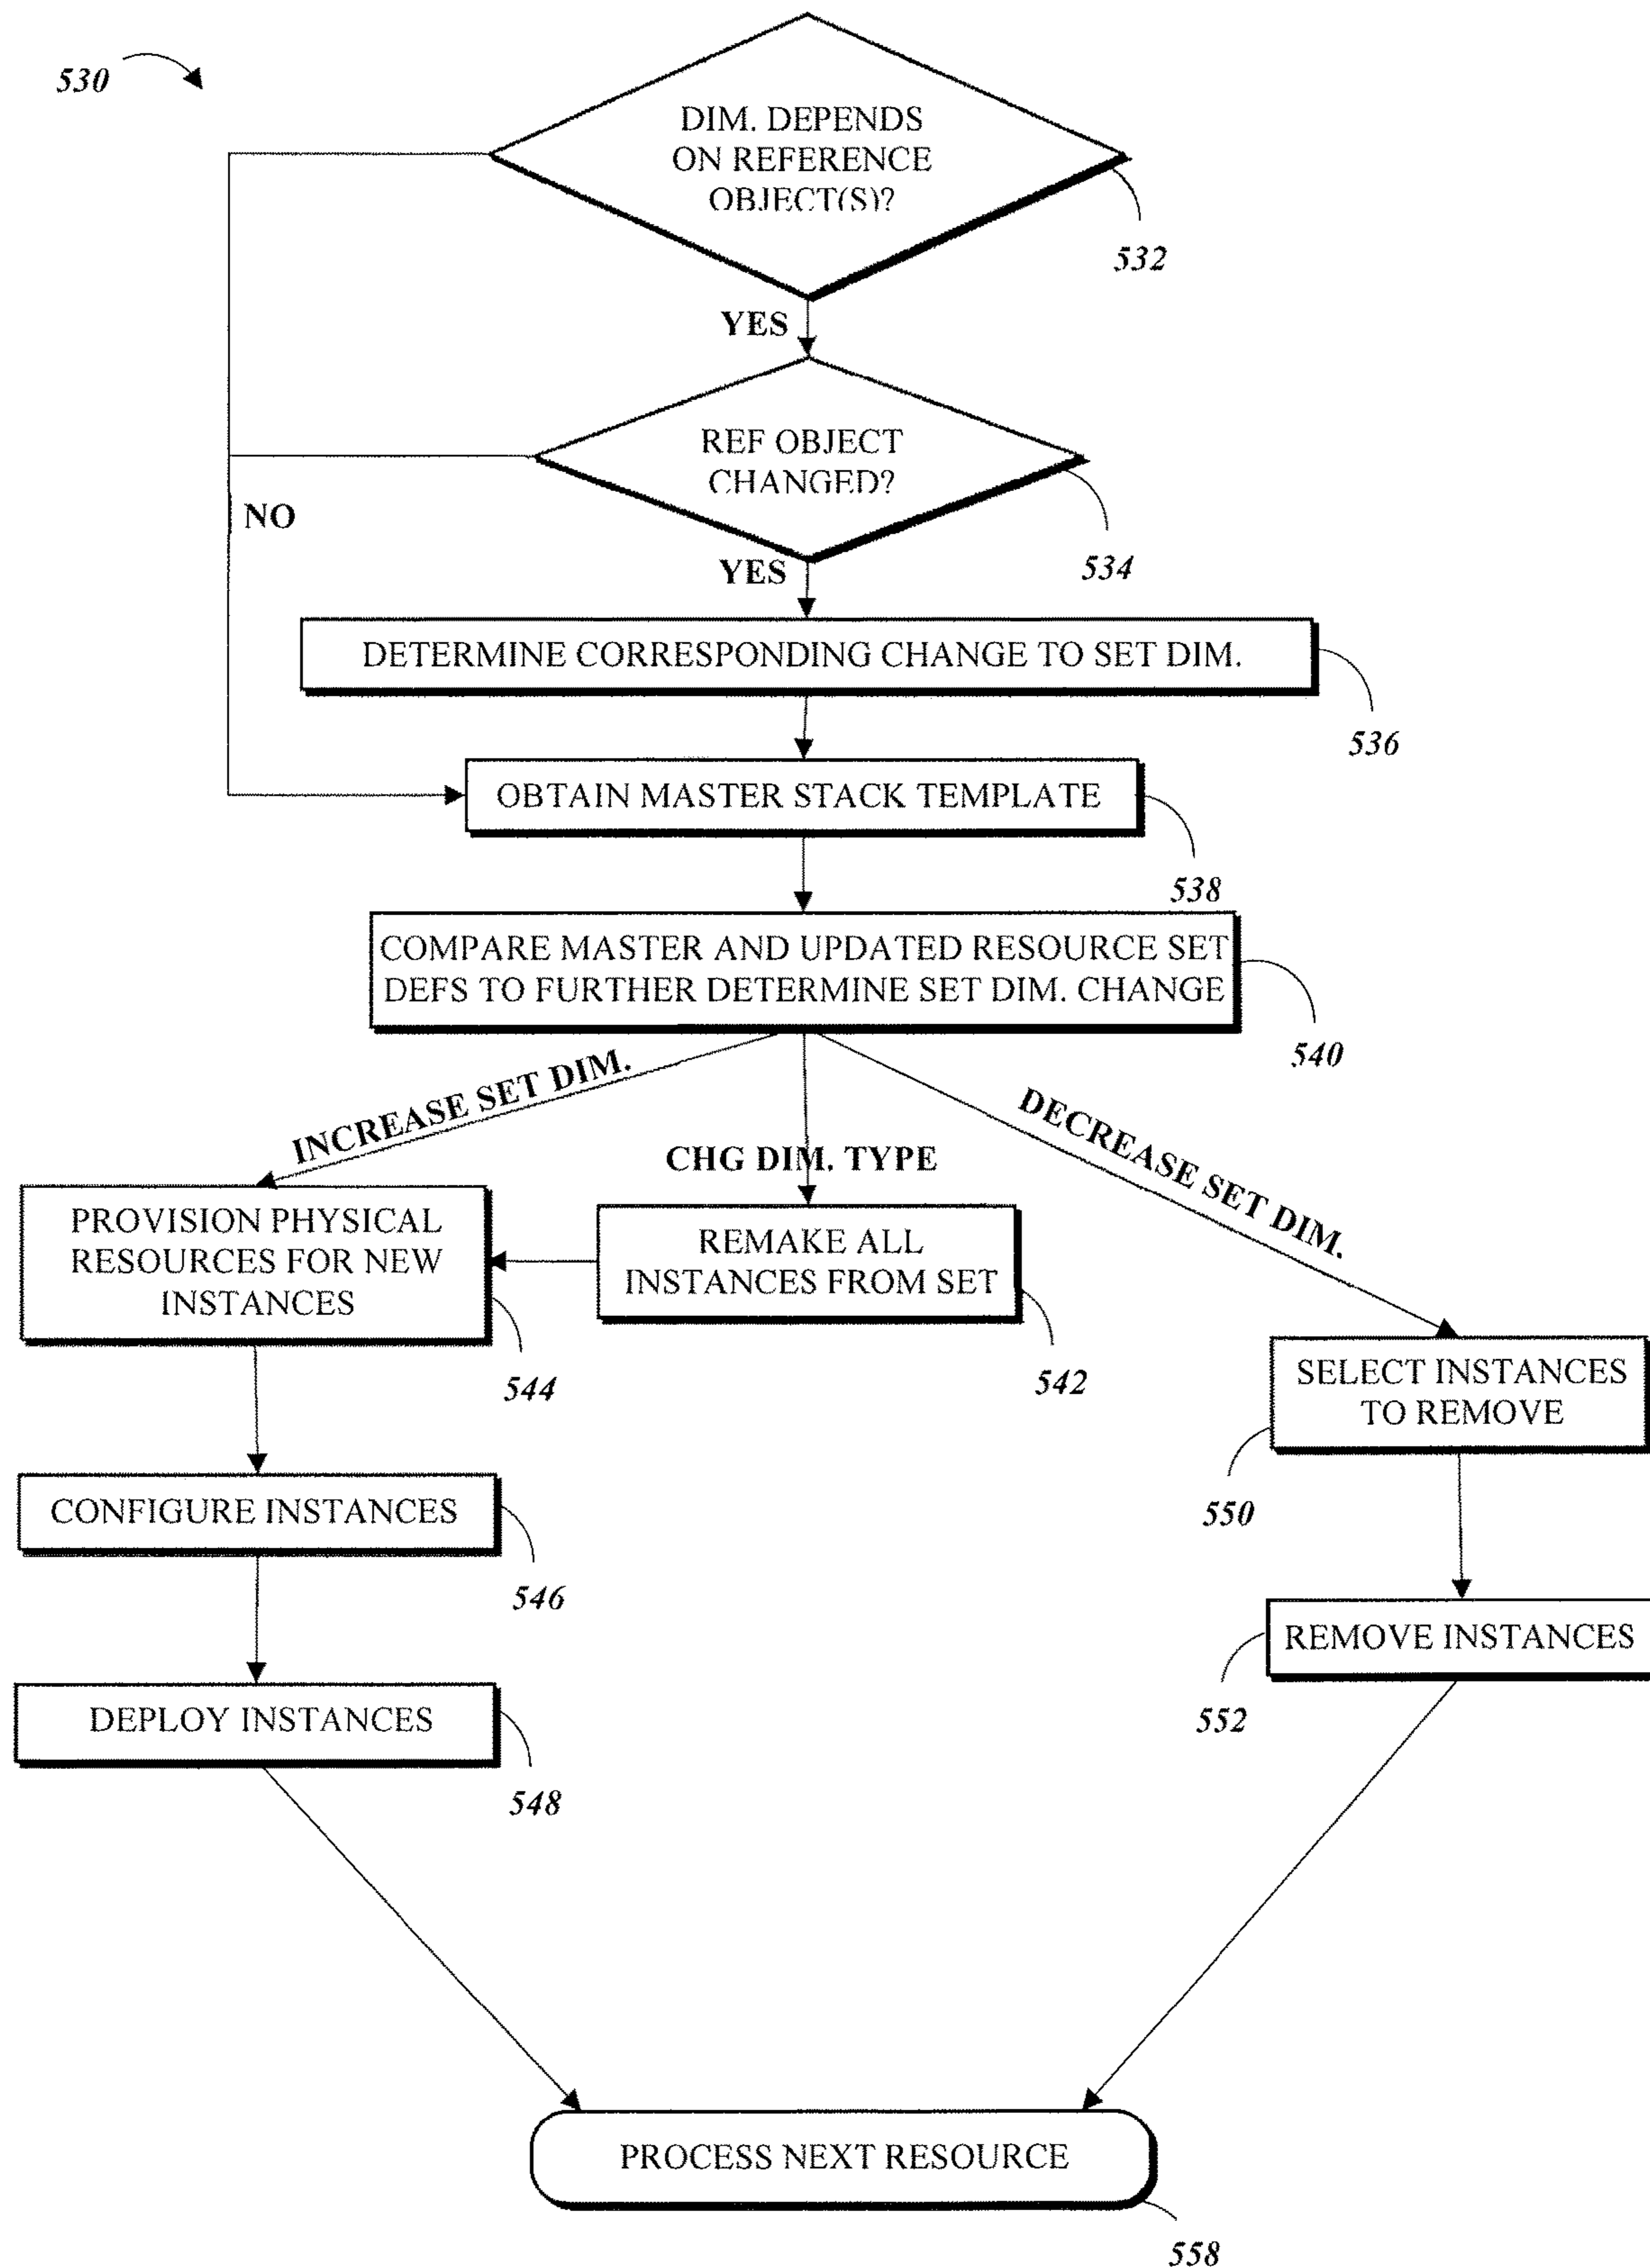 530
DIM. DEPENDS
ON REFERENCE
OBJECT(S)?
532
YES
REF OBJECT
CHANGED?
NO
534
YES
DETERMINE CORRESPONDING CHANGE TO SET DIM.
536
OBTAIN MASTER STACK TEMPLATE
538
COMPARE MASTER AND UPDATED RESOURCE SET
DEFS TO FURTHER DETERMINE SET DIM. CHANGE
540
INCREASE SET DIM.
CHG DIM. TYPE
DECREASE SET DIM.
PROVISION PHYSICAL
RESOURCES FOR NEW
INSTANCES
544
REMAKE ALL
INSTANCES FROM SET
542
SELECT INSTANCES
TO REMOVE
550
CONFIGURE INSTANCES
546
REMOVE INSTANCES
552
DEPLOY INSTANCES
548
PROCESS NEXT RESOURCE
558